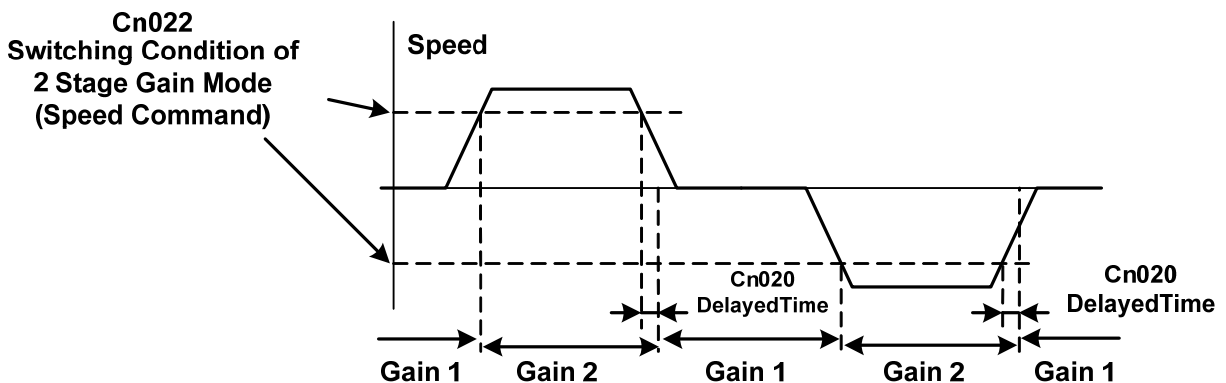 Cn022
Switching Condition of
2 Stage Gain Mode
(Speed Command)
Speed
Cn020
DelayedTime
Cn020
DelayedTime
Gain 1
Gain 2
Gain 1
Gain 2
Gain 1